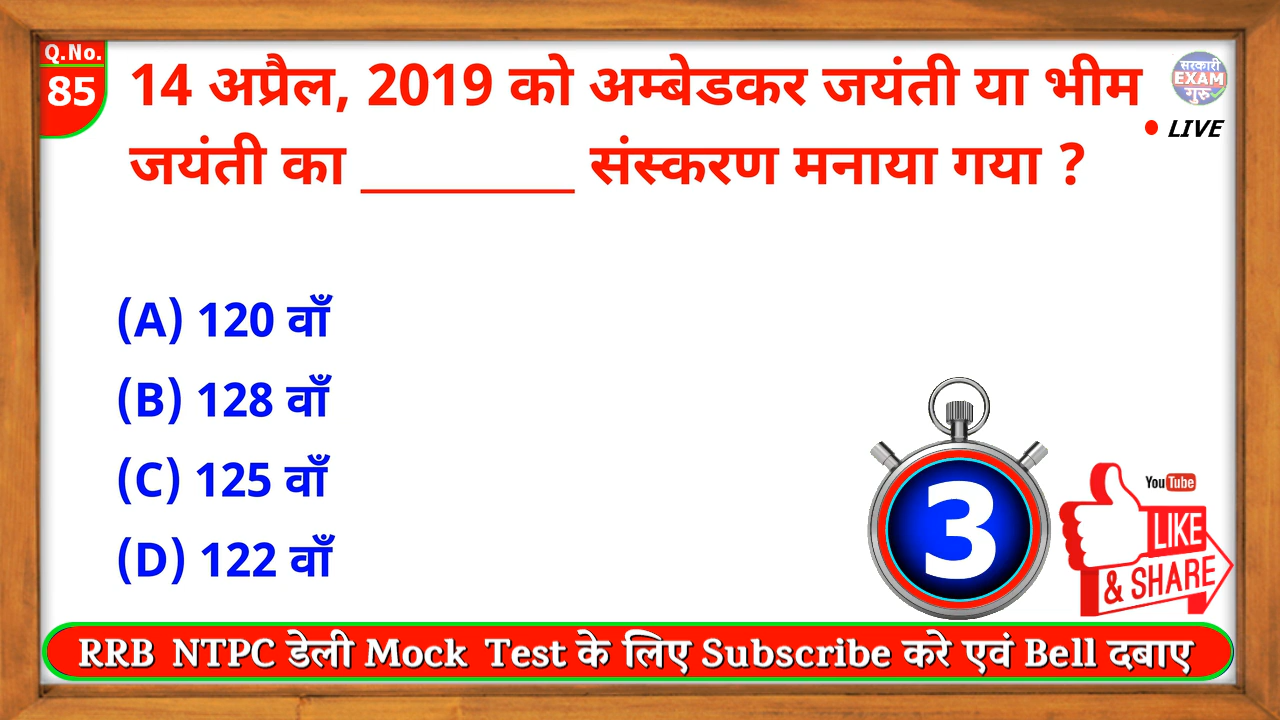 Q.No.
85
14 अप्रैल, 2019 को अम्बेडकर जयंती या भीम
जयंती का ________ संस्करण मनाया गया ?
सरकारी
EXAM
गुरु
LIVE
(A) 120 वाँ
(B) 128 वाँ
(C) 125 वाँ
(D) 122 वाँ
3
YouTube
LIKE
& SHARE
RRB NTPC डेली Mock Test के लिए Subscribe करे एवं Bell दबाए